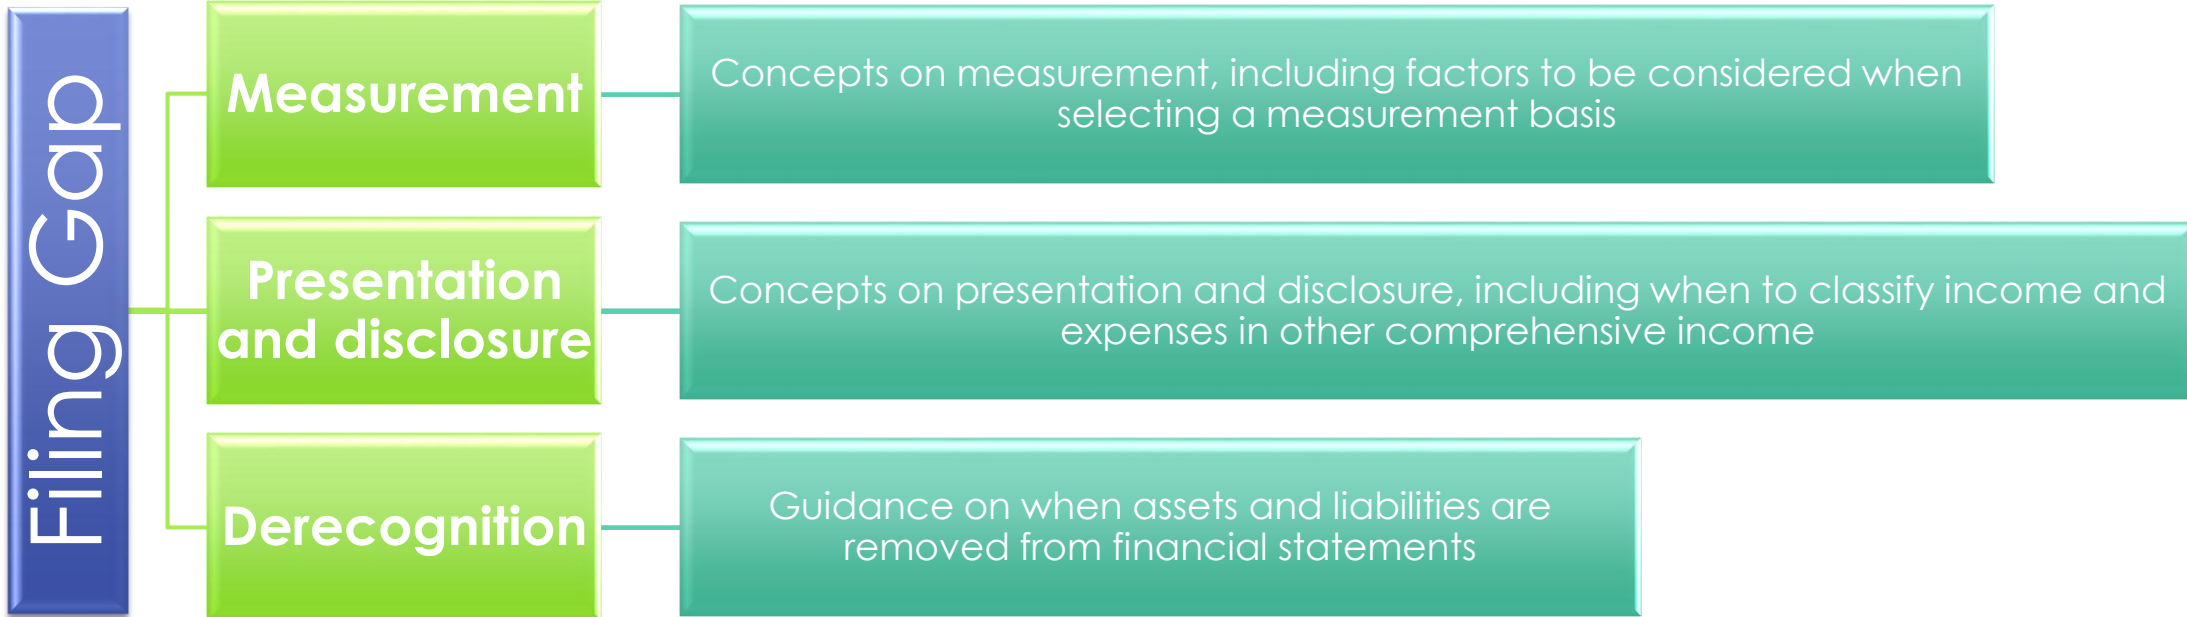 Filing Gap
Measurement
Concepts on measurement, including factors to be considered when
selecting a measurement basis
Presentation
and disclosure
Concepts on presentation and disclosure, including when to classify income and
expenses in other comprehensive income
Derecognition
Guidance on when assets and liabilities are
removed from financial statements